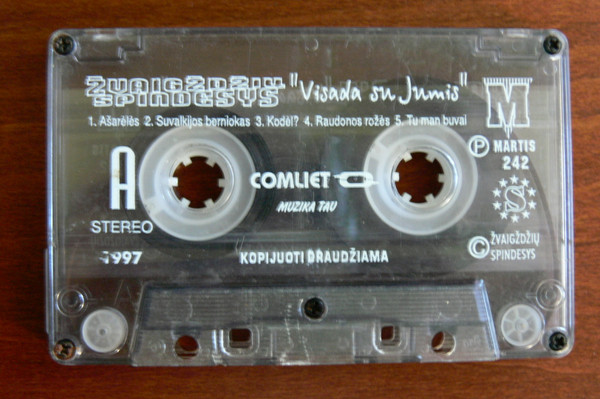 ŽVAIGŽDŽIŲ SPINDESYS "Visada su Jumis"
1. Ašarėlės 2. Suvalkijos berniokas 3. Kodėl? 4. Raudonos rožės 5. Tu man buvai
M
Ⓟ MARTIS
242
A
STEREO
COMLIET
MUZIKA TAU
S
1997
KOPIJUOTI DRAUDŽIAMA
© ŽVAIGŽDŽIŲ
SPINDESYS